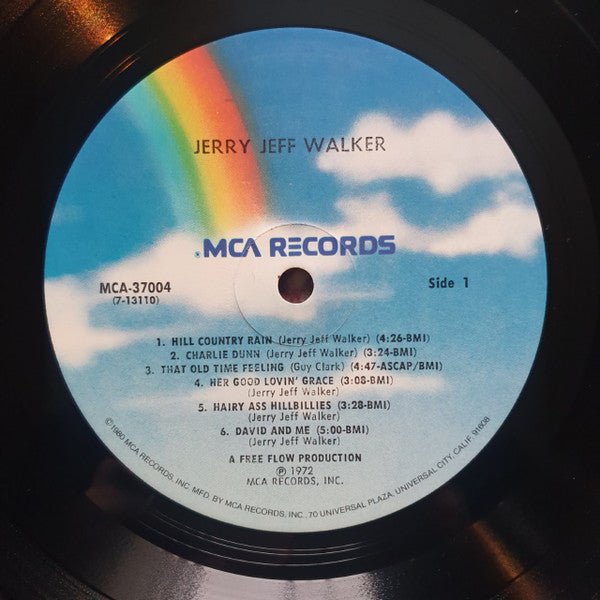 JERRY JEFF WALKER
MCA RECORDS
MCA-37004
(7-13110)
Side 1
1. HILL COUNTRY RAIN (Jerry Jeff Walker) (4:26-BMI)
2. CHARLIE DUNN (Jerry Jeff Walker) (3:24-BMI)
3. THAT OLD TIME FEELING (Guy Clark) (4:47-ASCAP/BMI)
4. HER GOOD LOVIN' GRACE (3:08-BMI)
(Jerry Jeff Walker)
5. HAIRY ASS HILLBILLIES (3:28-BMI)
(Jerry Jeff Walker)
6. DAVID AND ME (5:00-BMI)
(Jerry Jeff Walker)
A FREE FLOW PRODUCTION
Ⓟ 1972
MCA RECORDS, INC.
©1980 MCA RECORDS, INC. MFD. BY MCA RECORDS, INC., 70 UNIVERSAL PLAZA, UNIVERSAL CITY, CALIF. 91608